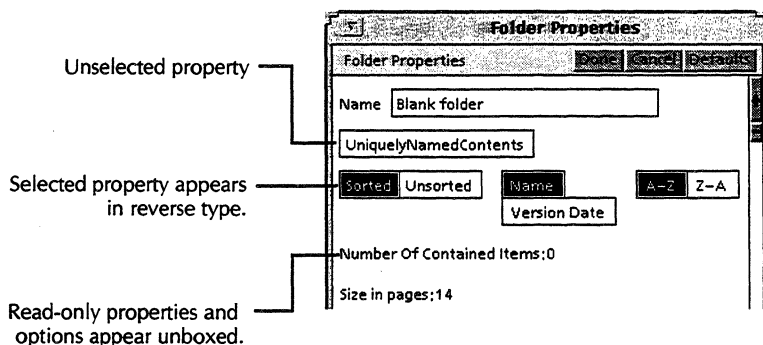 Folder Properties
Folder Properties Done Cancel Defaults
Unselected property
Name Blank folder
UniquelyNamedContents
Selected property appears
in reverse type.
Sorted Unsorted Name A-Z Z-A
Version Date
Number Of Contained Items:0
Size in pages:14
Read-only properties and
options appear unboxed.